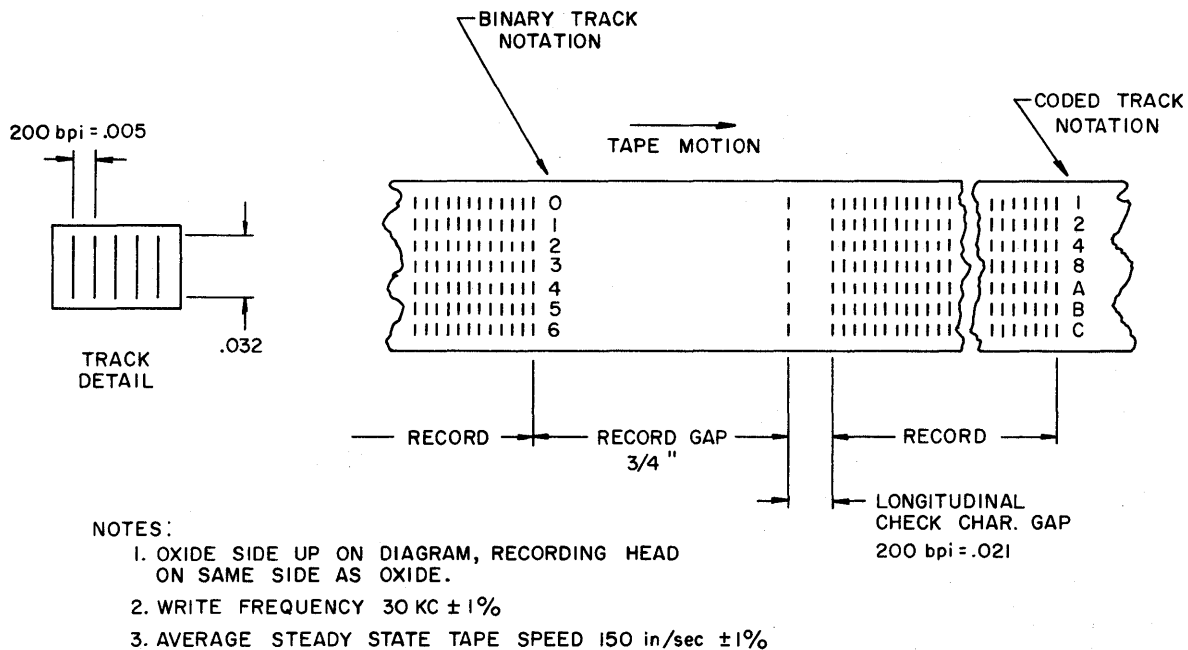 BINARY TRACK
NOTATION
200 bpi = .005
TAPE MOTION
CODED TRACK
NOTATION
0
1
2
3
4
5
6
1
2
4
8
A
B
C
.032
TRACK
DETAIL
RECORD
RECORD GAP
3/4 "
RECORD
LONGITUDINAL
CHECK CHAR. GAP
200 bpi = .021
NOTES:
1. OXIDE SIDE UP ON DIAGRAM, RECORDING HEAD
ON SAME SIDE AS OXIDE.
2. WRITE FREQUENCY 30 KC ± 1%
3. AVERAGE STEADY STATE TAPE SPEED 150 in/sec ±1%